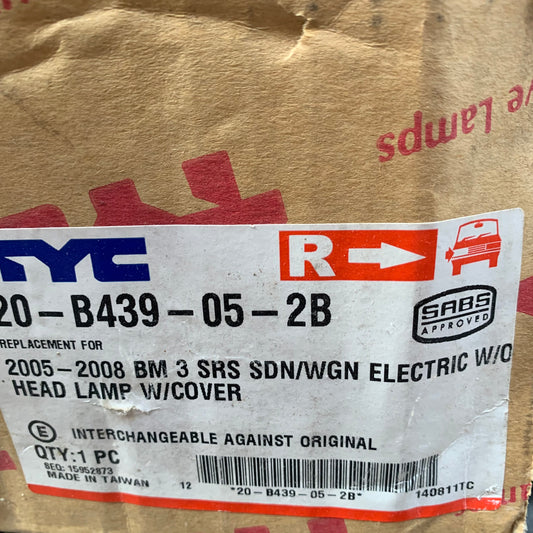 ve Lamps
TYC
R
20-B439-05-2B
REPLACEMENT FOR
SABS
APPROVED
2005-2008 BM 3 SRS SDN/WGN ELECTRIC W/O
HEAD LAMP W/COVER
E INTERCHANGEABLE AGAINST ORIGINAL
QTY:1 PC
SEQ: 15952873
MADE IN TAIWAN
12
*20-B439-05-2B*
140811TC